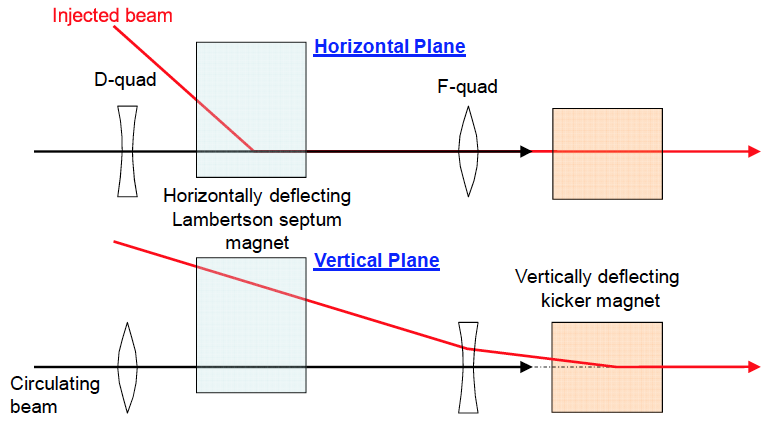 Injected beam
Horizontal Plane
D-quad
F-quad
Horizontally deflecting
Lambertson septum
magnet
Vertical Plane
Vertically deflecting
kicker magnet
Circulating
beam